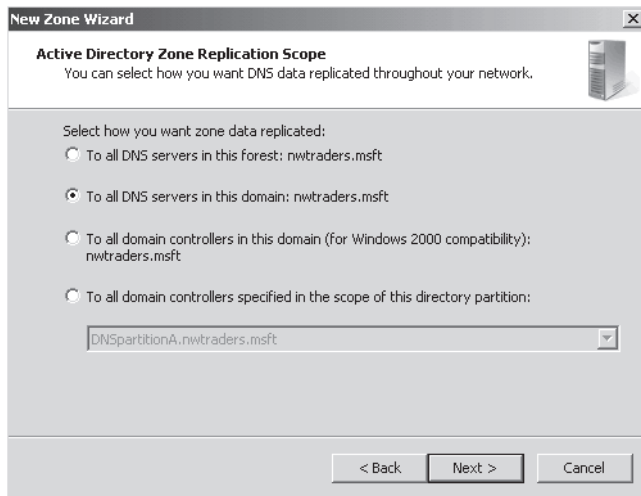 New Zone Wizard
Active Directory Zone Replication Scope
You can select how you want DNS data replicated throughout your network.
Select how you want zone data replicated:
To all DNS servers in this forest: nwtraders.msft
To all DNS servers in this domain: nwtraders.msft
To all domain controllers in this domain (for Windows 2000 compatibility):
nwtraders.msft
To all domain controllers specified in the scope of this directory partition:
DNSpartitionA.nwtraders.msft
< Back
Next >
Cancel